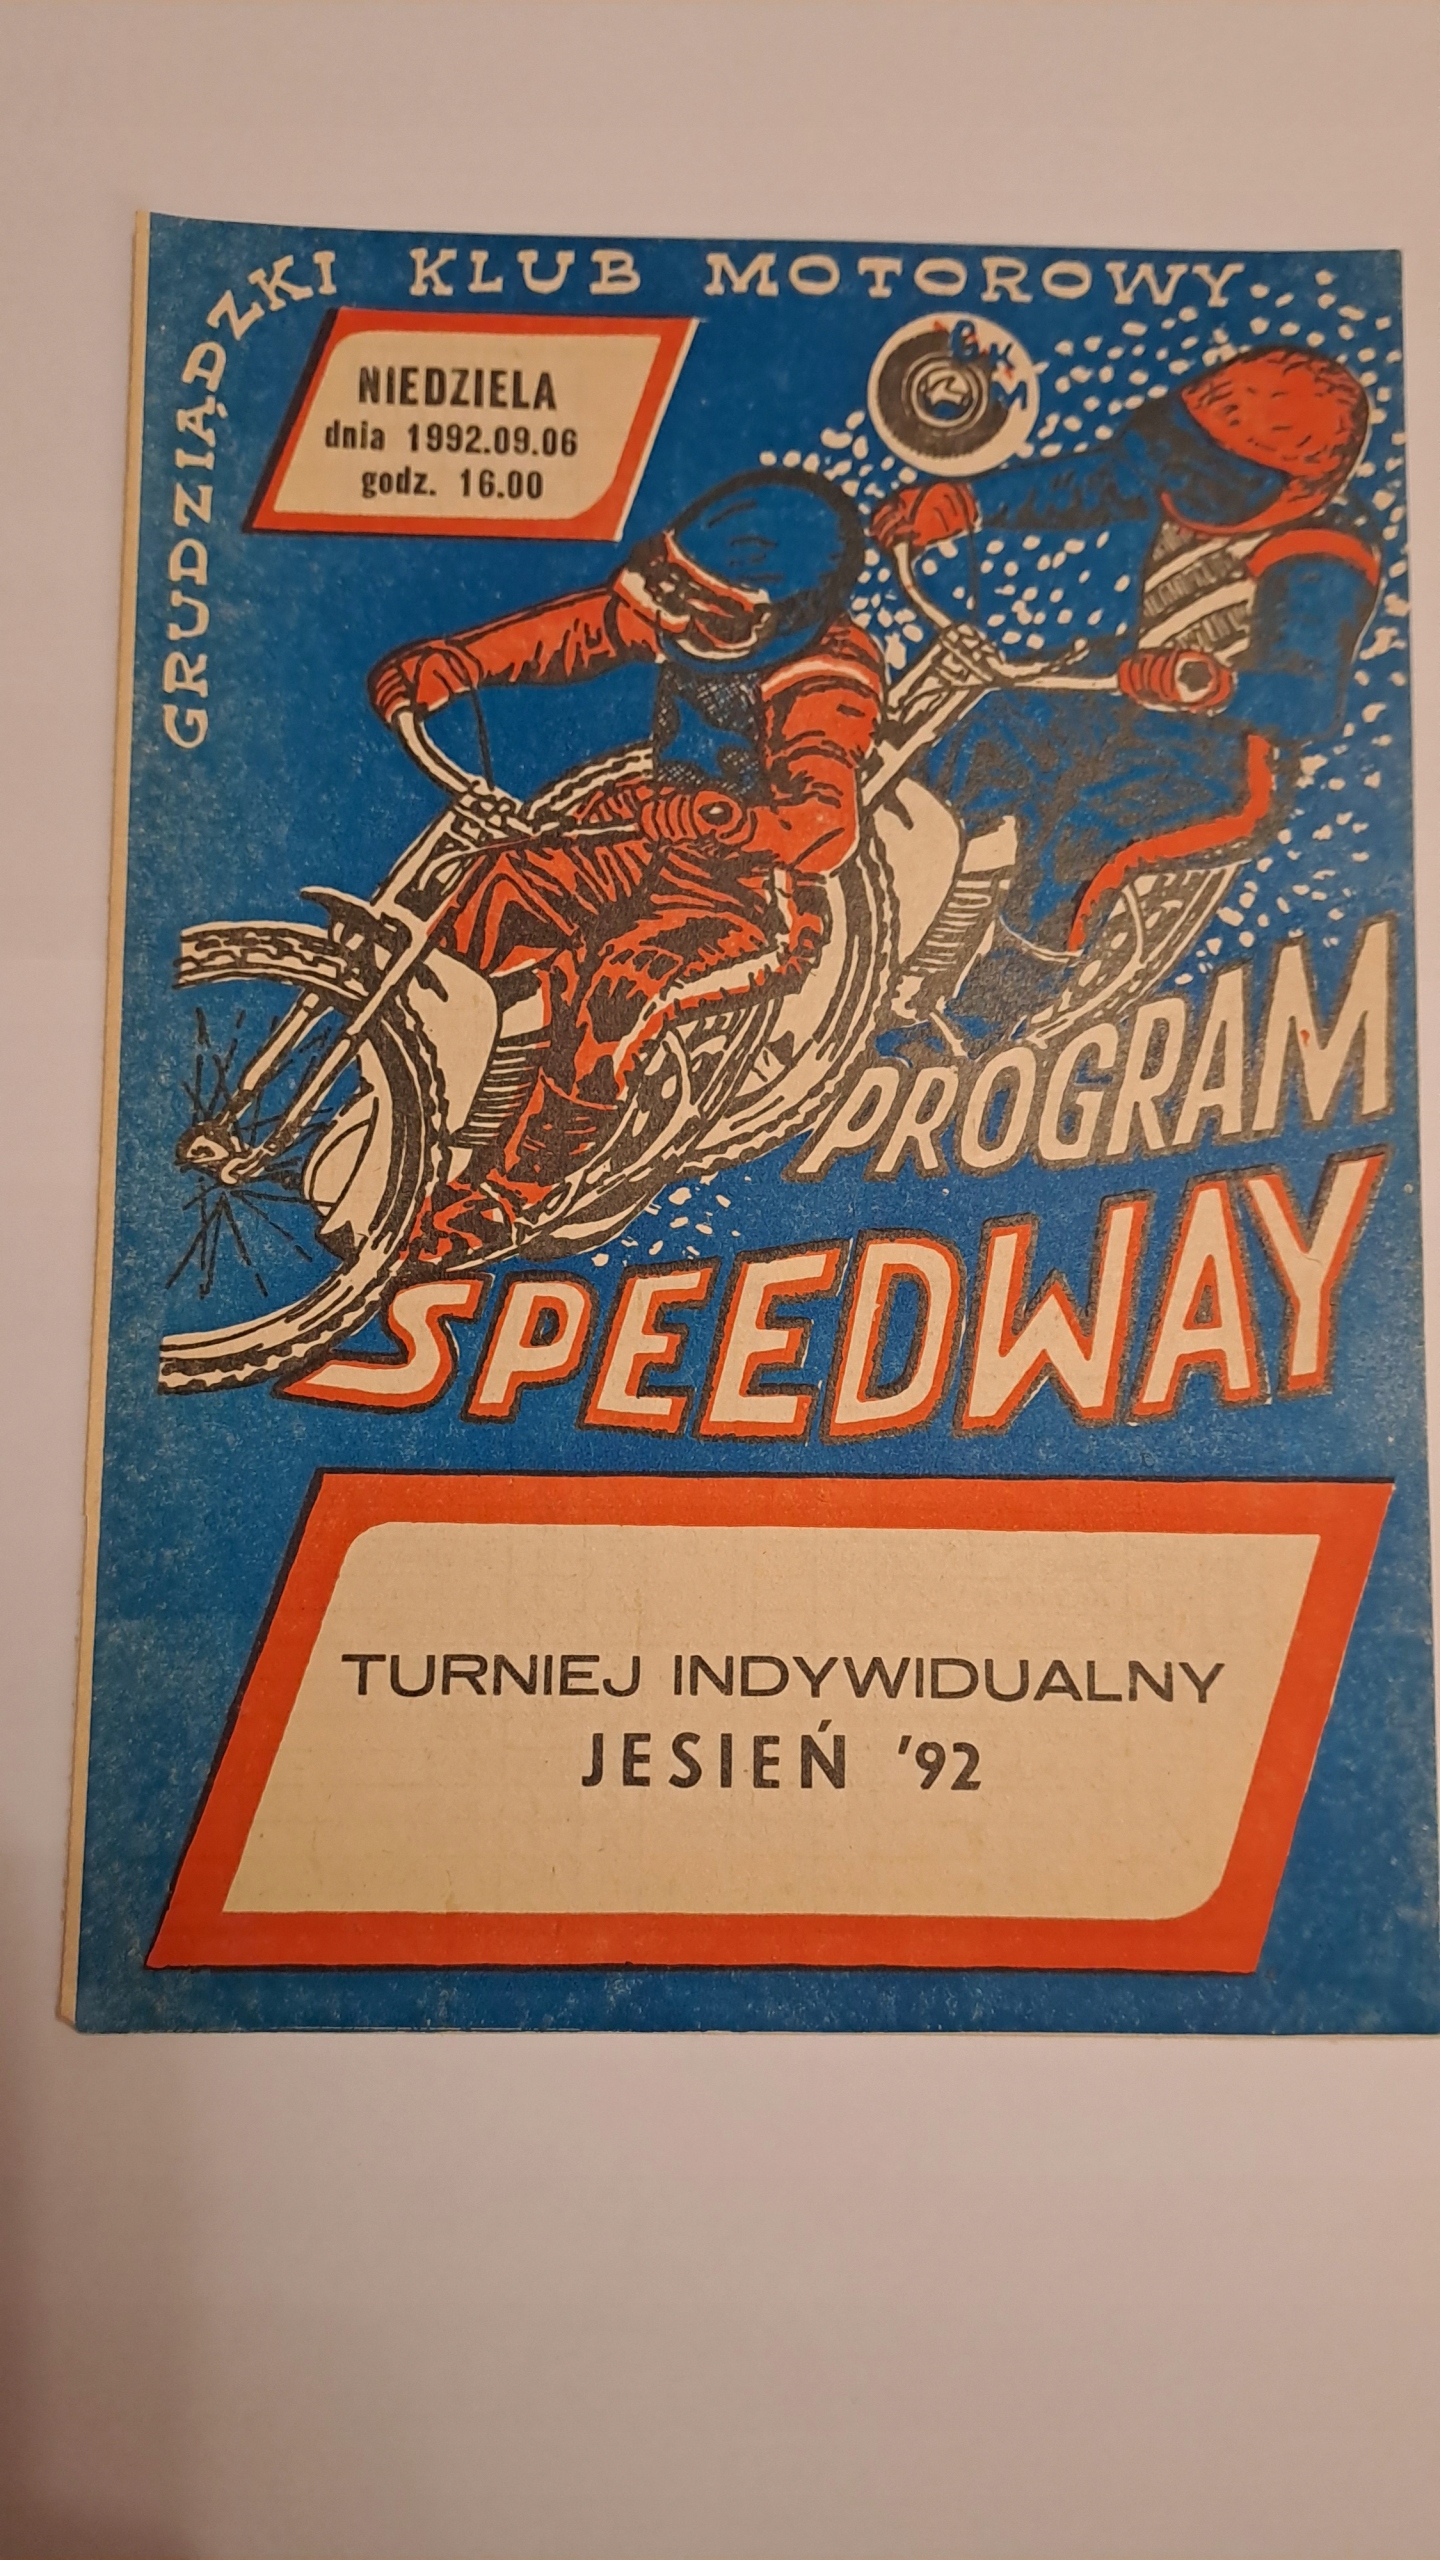 GRUDZIĄDZKI KLUB MOTOROWY
NIEDZIELA
dnia 1992.09.06
godz. 16.00
GKM
PROGRAM
SPEEDWAY
TURNIEJ INDYWIDUALNY
JESIEŃ '92